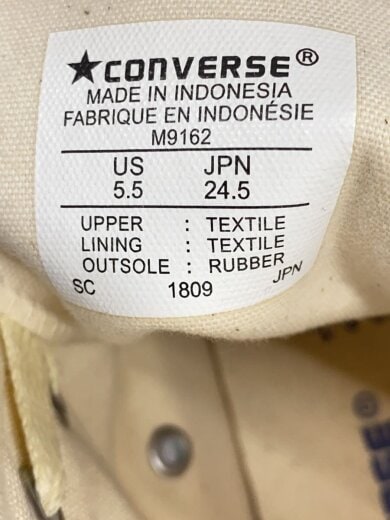 ★CONVERSE®
MADE IN INDONESIA
FABRIQUE EN INDONÉSIE
M9162
US JPN
5.5 24.5
UPPER : TEXTILE
LINING : TEXTILE
OUTSOLE : RUBBER
SC 1809 JPN